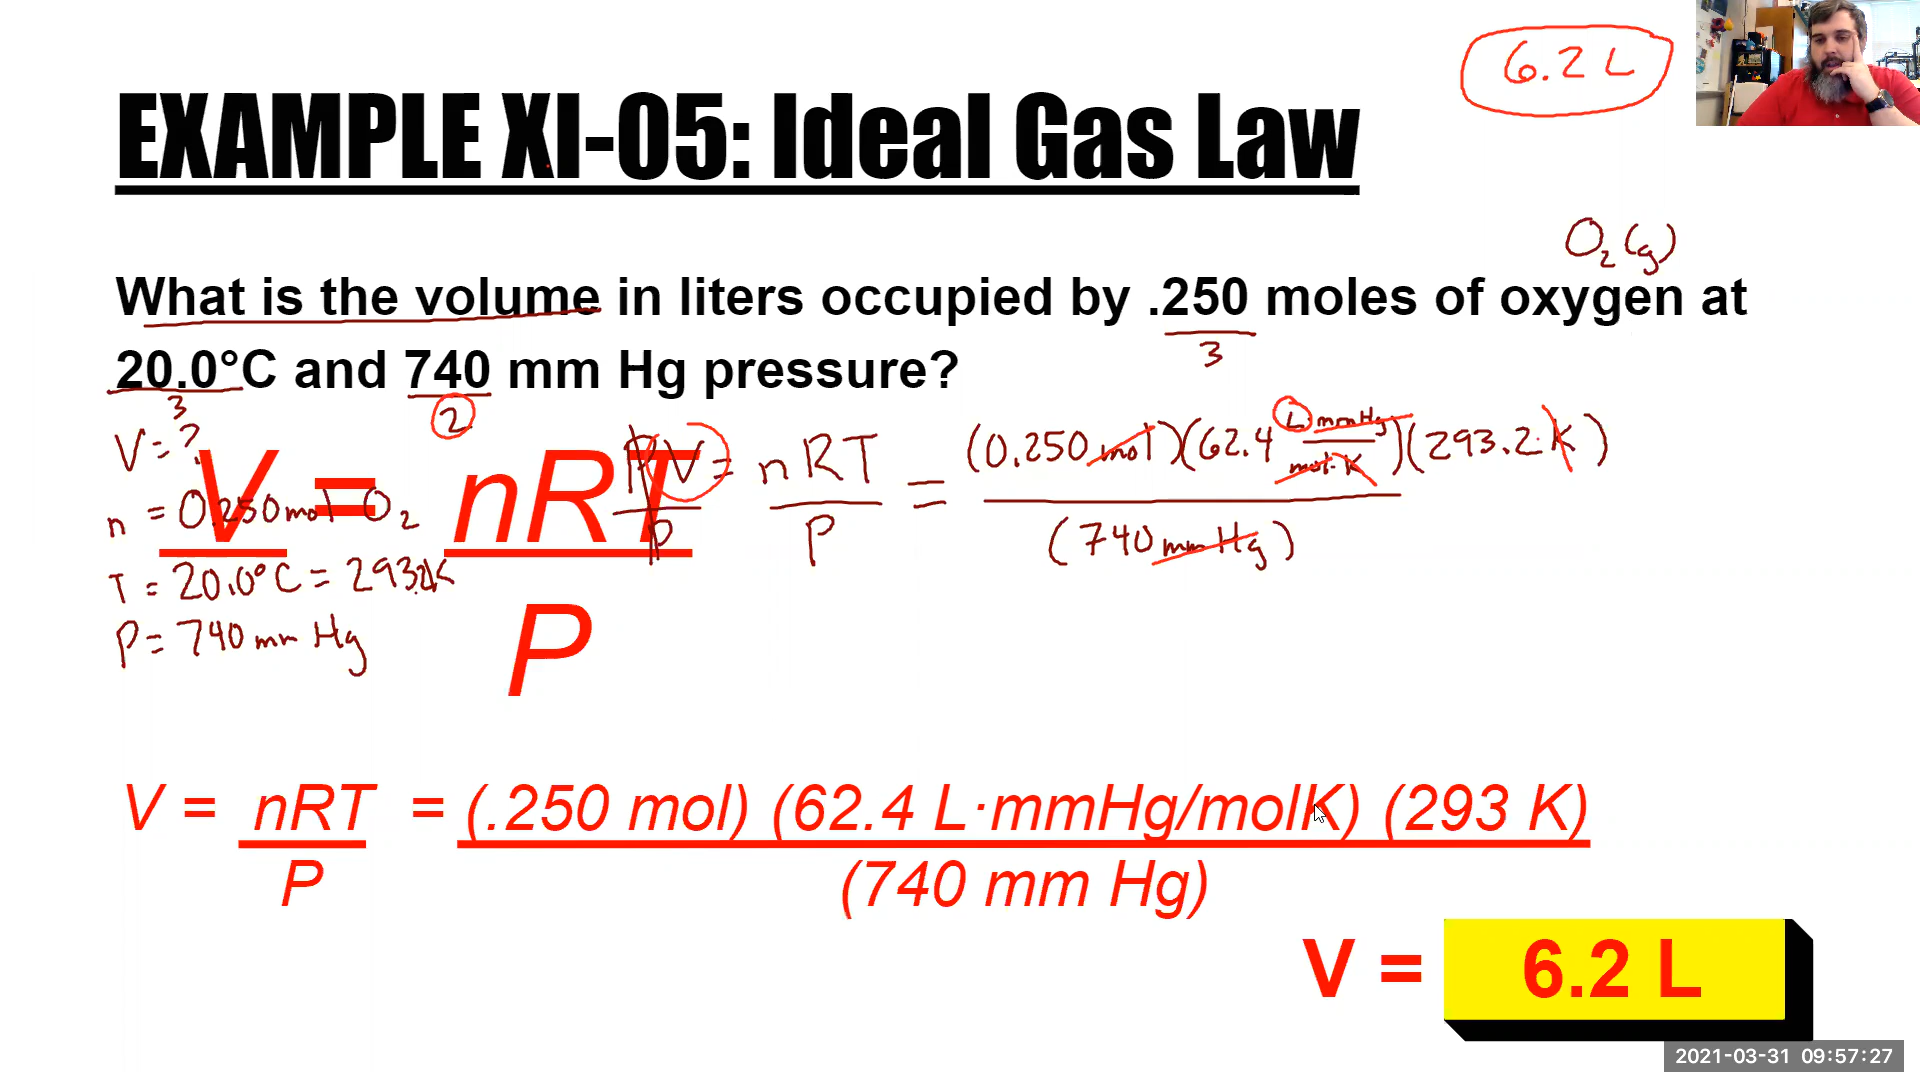 6.2 L
EXAMPLE XI-05: Ideal Gas Law
O2 (g)
What is the volume in liters occupied by .250 moles of oxygen at
3
20.0°C and 740 mm Hg pressure?
3
2
V = ?
n = 0.250 mol O2
T = 20.0°C = 293.2K
P = 740 mm Hg
V = nRT
P
PV = nRT = (0.250 mol)(62.4 L·mmHg (293.2 K)
mol·K)
P P (740 mm Hg)
V = nRT = (.250 mol) (62.4 L·mmHg/molK) (293 K)
P (740 mm Hg)
V = 6.2 L
2021-03-31 09:57:27